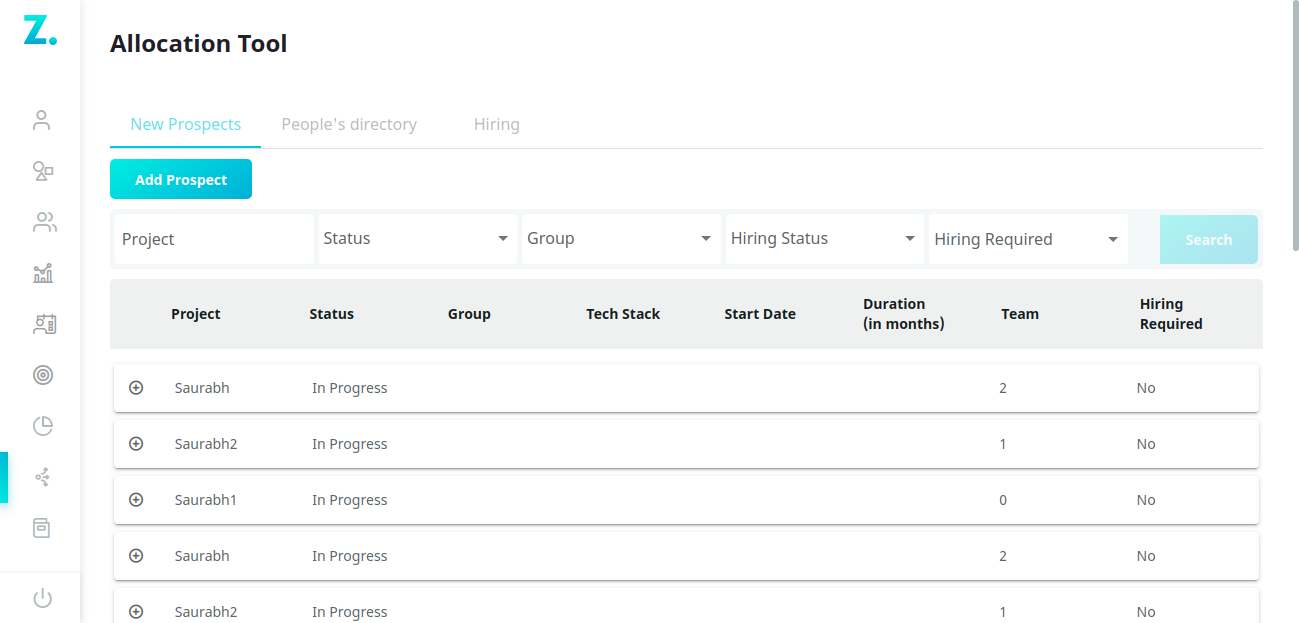 Z.
Allocation Tool
New Prospects People's directory Hiring
Add Prospect
Project Status Group Hiring Status Hiring Required Search
Project Status Group Tech Stack Start Date Duration (in months) Team Hiring Required
Saurabh In Progress 2 No
Saurabh2 In Progress 1 No
Saurabh1 In Progress 0 No
Saurabh In Progress 2 No
Saurabh2 In Progress 1 No